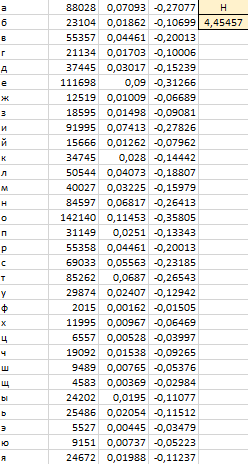 а 88028 0,07093 -0,27077 H
б 23104 0,01862 -0,10699 4,45457
в 55357 0,04461 -0,20013
г 21134 0,01703 -0,10006
д 37445 0,03017 -0,15239
е 111698 0,09 -0,31266
ж 12519 0,01009 -0,06689
з 18595 0,01498 -0,09081
и 91995 0,07413 -0,27826
й 15666 0,01262 -0,07962
к 34745 0,028 -0,14442
л 50544 0,04073 -0,18807
м 40027 0,03225 -0,15979
н 84597 0,06817 -0,26413
о 142140 0,11453 -0,35805
п 31149 0,0251 -0,13343
р 55358 0,04461 -0,20013
с 69033 0,05563 -0,23185
т 85262 0,0687 -0,26543
у 29874 0,02407 -0,12942
ф 2015 0,00162 -0,01505
х 11995 0,00967 -0,06469
ц 6557 0,00528 -0,03997
ч 19092 0,01538 -0,09265
ш 9489 0,00765 -0,05376
щ 4583 0,00369 -0,02984
ы 24202 0,0195 -0,11077
ь 25486 0,02054 -0,11512
э 5527 0,00445 -0,03479
ю 9151 0,00737 -0,05223
я 24672 0,01988 -0,11237